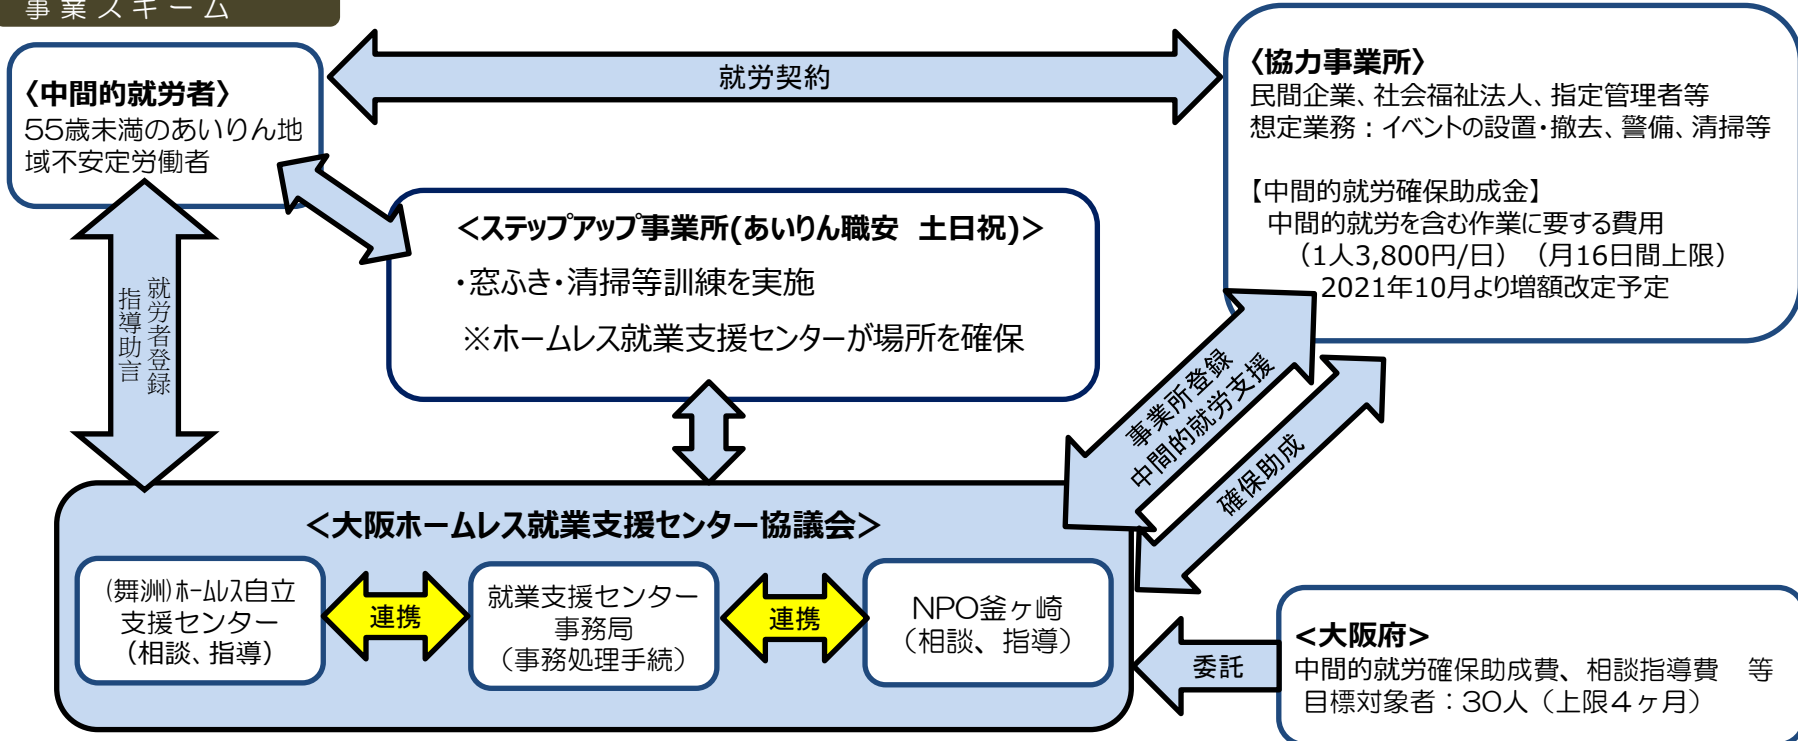 事業スキーム
〈中間的就労者〉
55歳未満のあいりん地
域不安定労働者
就労契約
〈協力事業所〉
民間企業、社会福祉法人、指定管理者等
想定業務：イベントの設置・撤去、警備、清掃等
【中間的就労確保助成金】
中間的就労を含む作業に要する費用
（1人3,800円/日）（月16日間上限）
2021年10月より増額改定予定
＜ステップアップ事業所(あいりん職安　土日祝)＞
・窓ふき・清掃等訓練を実施
※ホームレス就業支援センターが場所を確保
就労者登録
指導助言
事業所登録
中間的就労支援
確保助成
＜大阪ホームレス就業支援センター協議会＞
(舞洲)ホームレス自立
支援センター
（相談、指導）
連携
就業支援センター
事務局
（事務処理手続）
連携
NPO釜ヶ崎
（相談、指導）
委託
＜大阪府＞
中間的就労確保助成費、相談指導費　等
目標対象者：30人（上限4ヶ月）